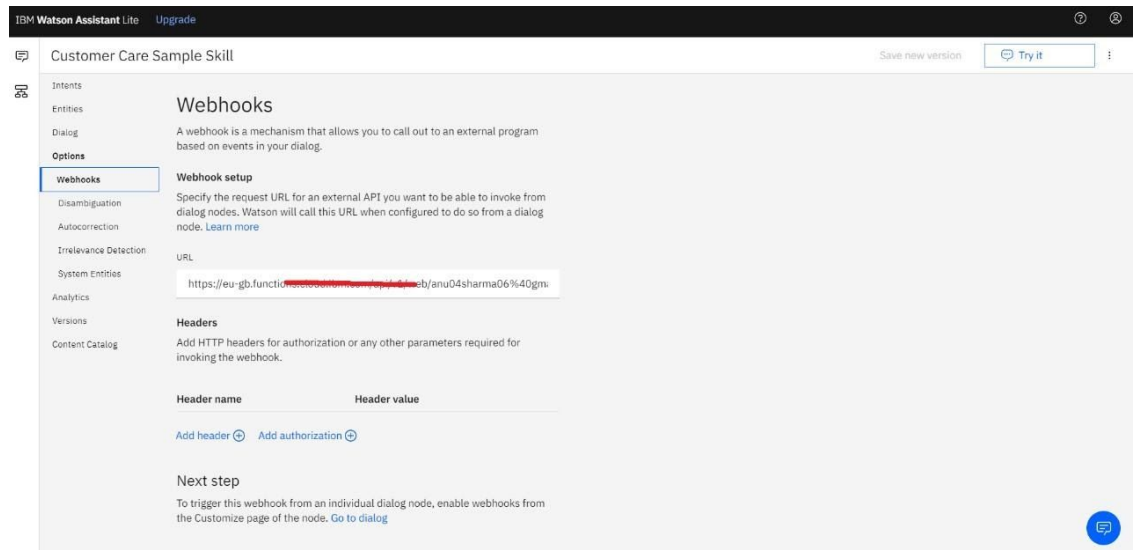 IBM Watson Assistant Lite Upgrade
Customer Care Sample Skill
Save new version
Try it
Intents
Entities
Dialog
Options
Webhooks
Disambiguation
Autocorrection
Irrelevance Detection
System Entities
Analytics
Versions
Content Catalog
Webhooks
A webhook is a mechanism that allows you to call out to an external program
based on events in your dialog.
Webhook setup
Specify the request URL for an external API you want to be able to invoke from
dialog nodes. Watson will call this URL when configured to do so from a dialog
node. Learn more
URL
https://eu-gb.function eb/anu04sharma06%40gm
Headers
Add HTTP headers for authorization or any other parameters required for
invoking the webhook.
Header name Header value
Add header Add authorization
Next step
To trigger this webhook from an individual dialog node, enable webhooks from
the Customize page of the node. Go to dialog